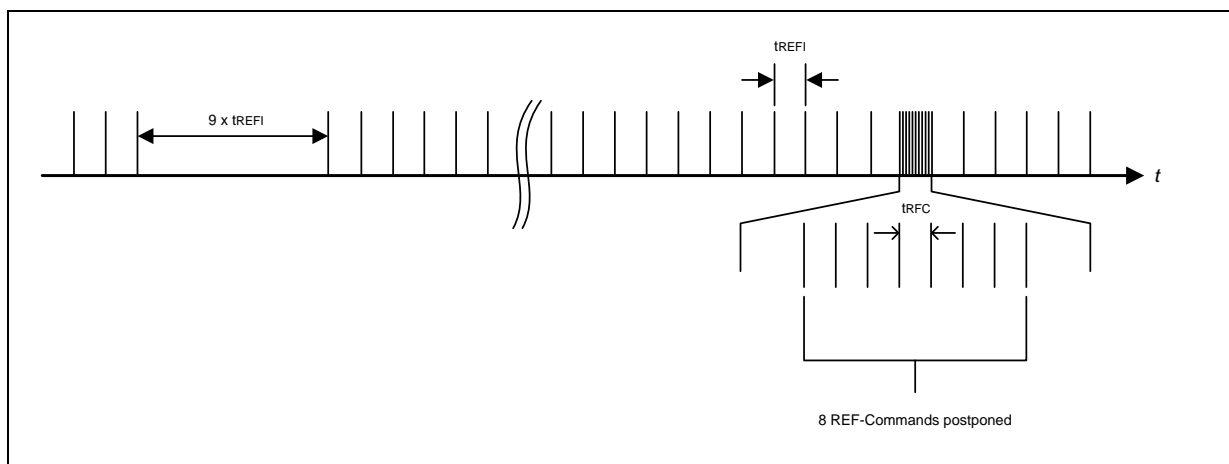 tREFI
9 x tREFI
t
tRFC
8 REF-Commands postponed